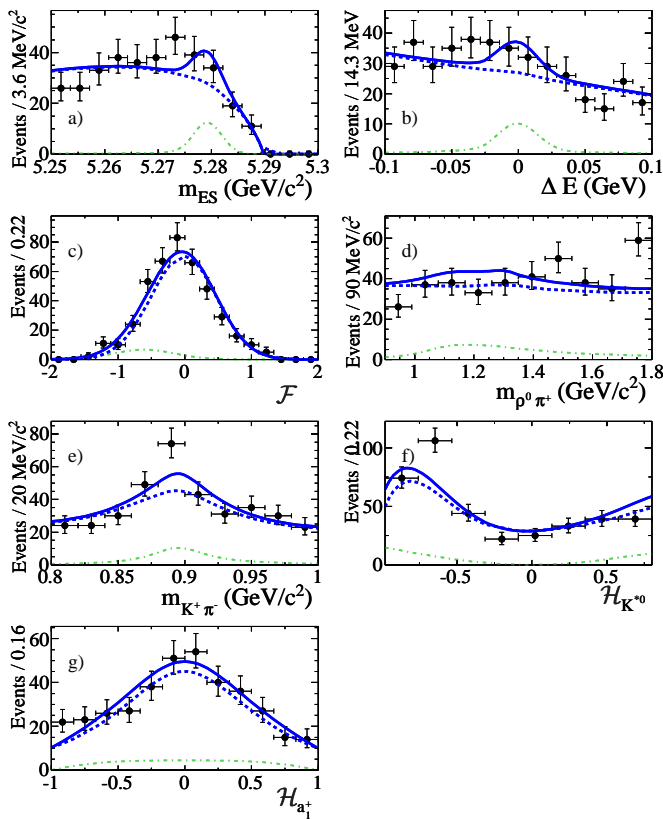 Events / 3.6 MeV/c²
60
40
20
0
a)
5.25 5.26 5.27 5.28 5.29 5.3
m_ES (GeV/c²)
Events / 14.3 MeV
40
30
20
10
0
b)
-0.1 -0.05 0 0.05 0.1
Δ E (GeV)
Events / 0.22
80
60
40
20
0
c)
-2 -1 0 1 2
ℱ
Events / 90 MeV/c²
60
40
20
0
d)
1 1.2 1.4 1.6 1.8
m_ρ⁰ π⁺ (GeV/c²)
Events / 20 MeV/c²
80
60
40
20
0
e)
0.8 0.85 0.9 0.95 1
m_K⁺ π⁻ (GeV/c²)
Events / 0.22
100
50
0
f)
-0.5 0 0.5
ℋ_K*⁰
Events / 0.16
60
40
20
0
g)
-1 -0.5 0 0.5 1
ℋ_a₁⁺